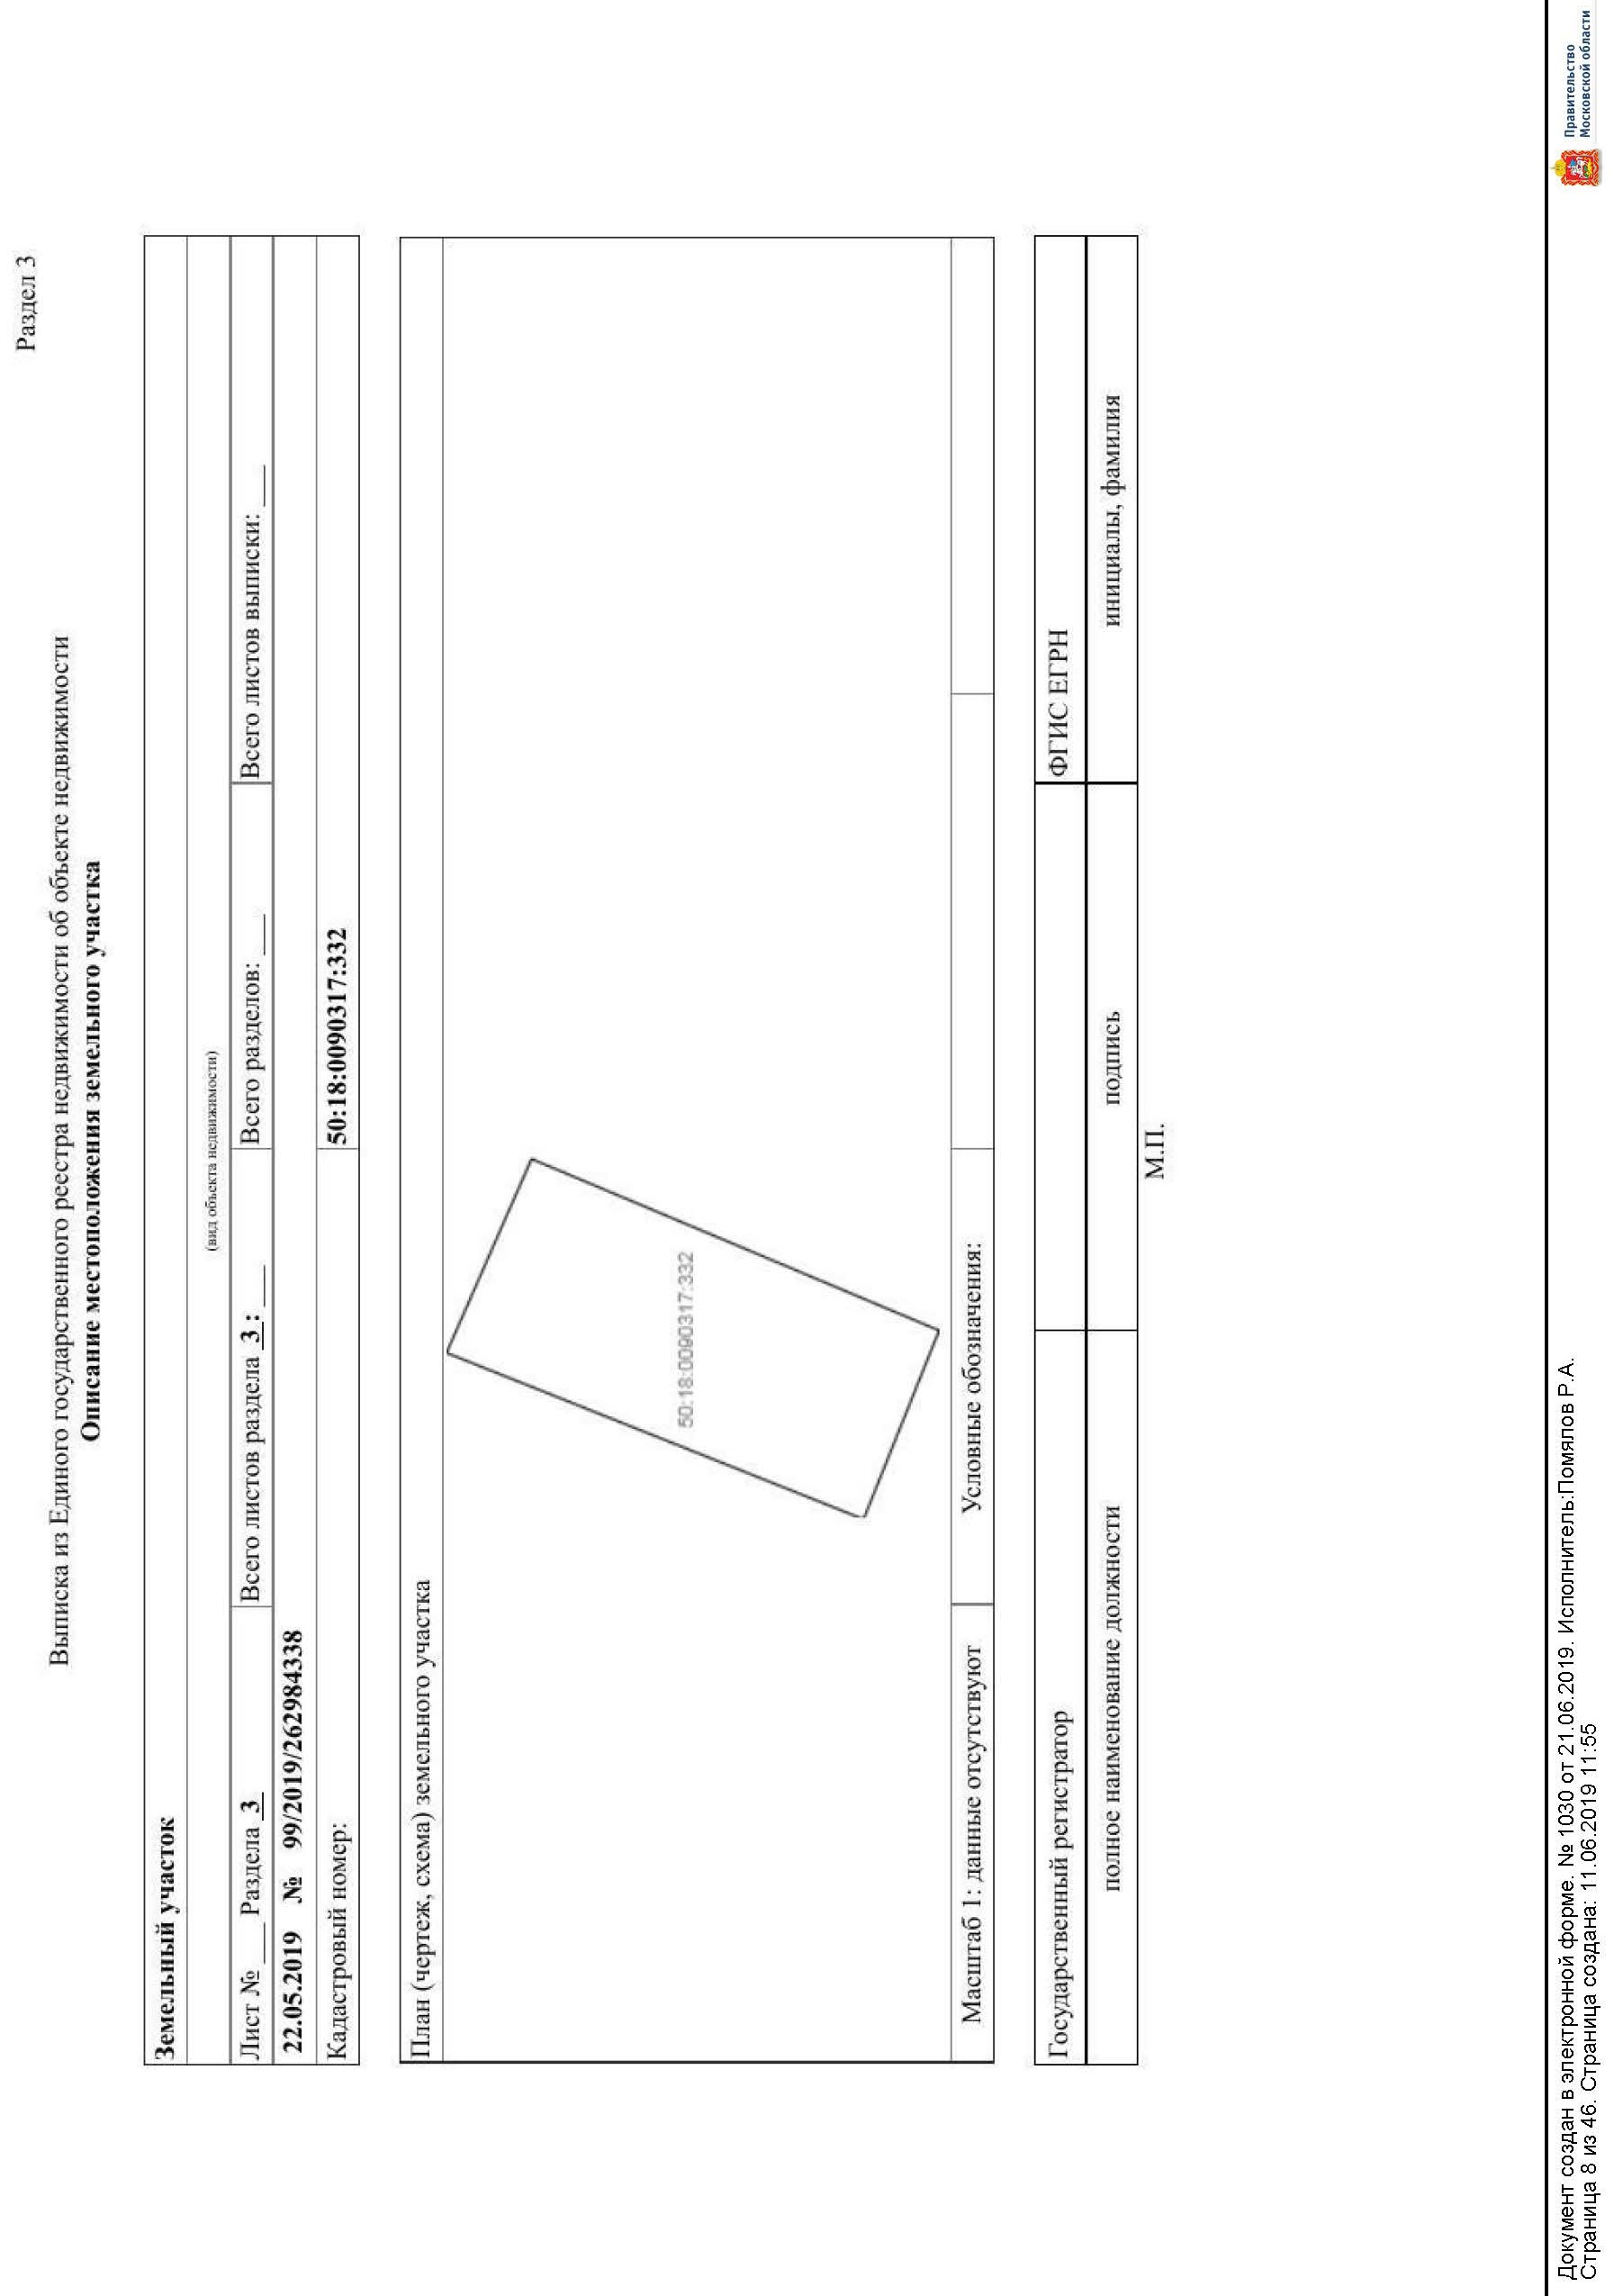 Раздел 3
Выписка из Единого государственного реестра недвижимости об объекте недвижимости
Описание местоположения земельного участка
Земельный участок
(вид объекта недвижимости)
Лист № ___ Раздела 3 Всего листов раздела 3 : ___ Всего разделов: ___ Всего листов выписки: ___
22.05.2019 № 99/2019/262984338
Кадастровый номер: 50:18:0090317:332
План (чертеж, схема) земельного участка
50:18:0090317:332
Масштаб 1: данные отсутствуют Условные обозначения:
Государственный регистратор ФГИС ЕГРН
полное наименование должности подпись инициалы, фамилия
М.П.
Документ создан в электронной форме. № 1030 от 21.06.2019. Исполнитель:Помялов Р.А.
Страница 8 из 46. Страница создана: 11.06.2019 11:55
Правительство
Московской области